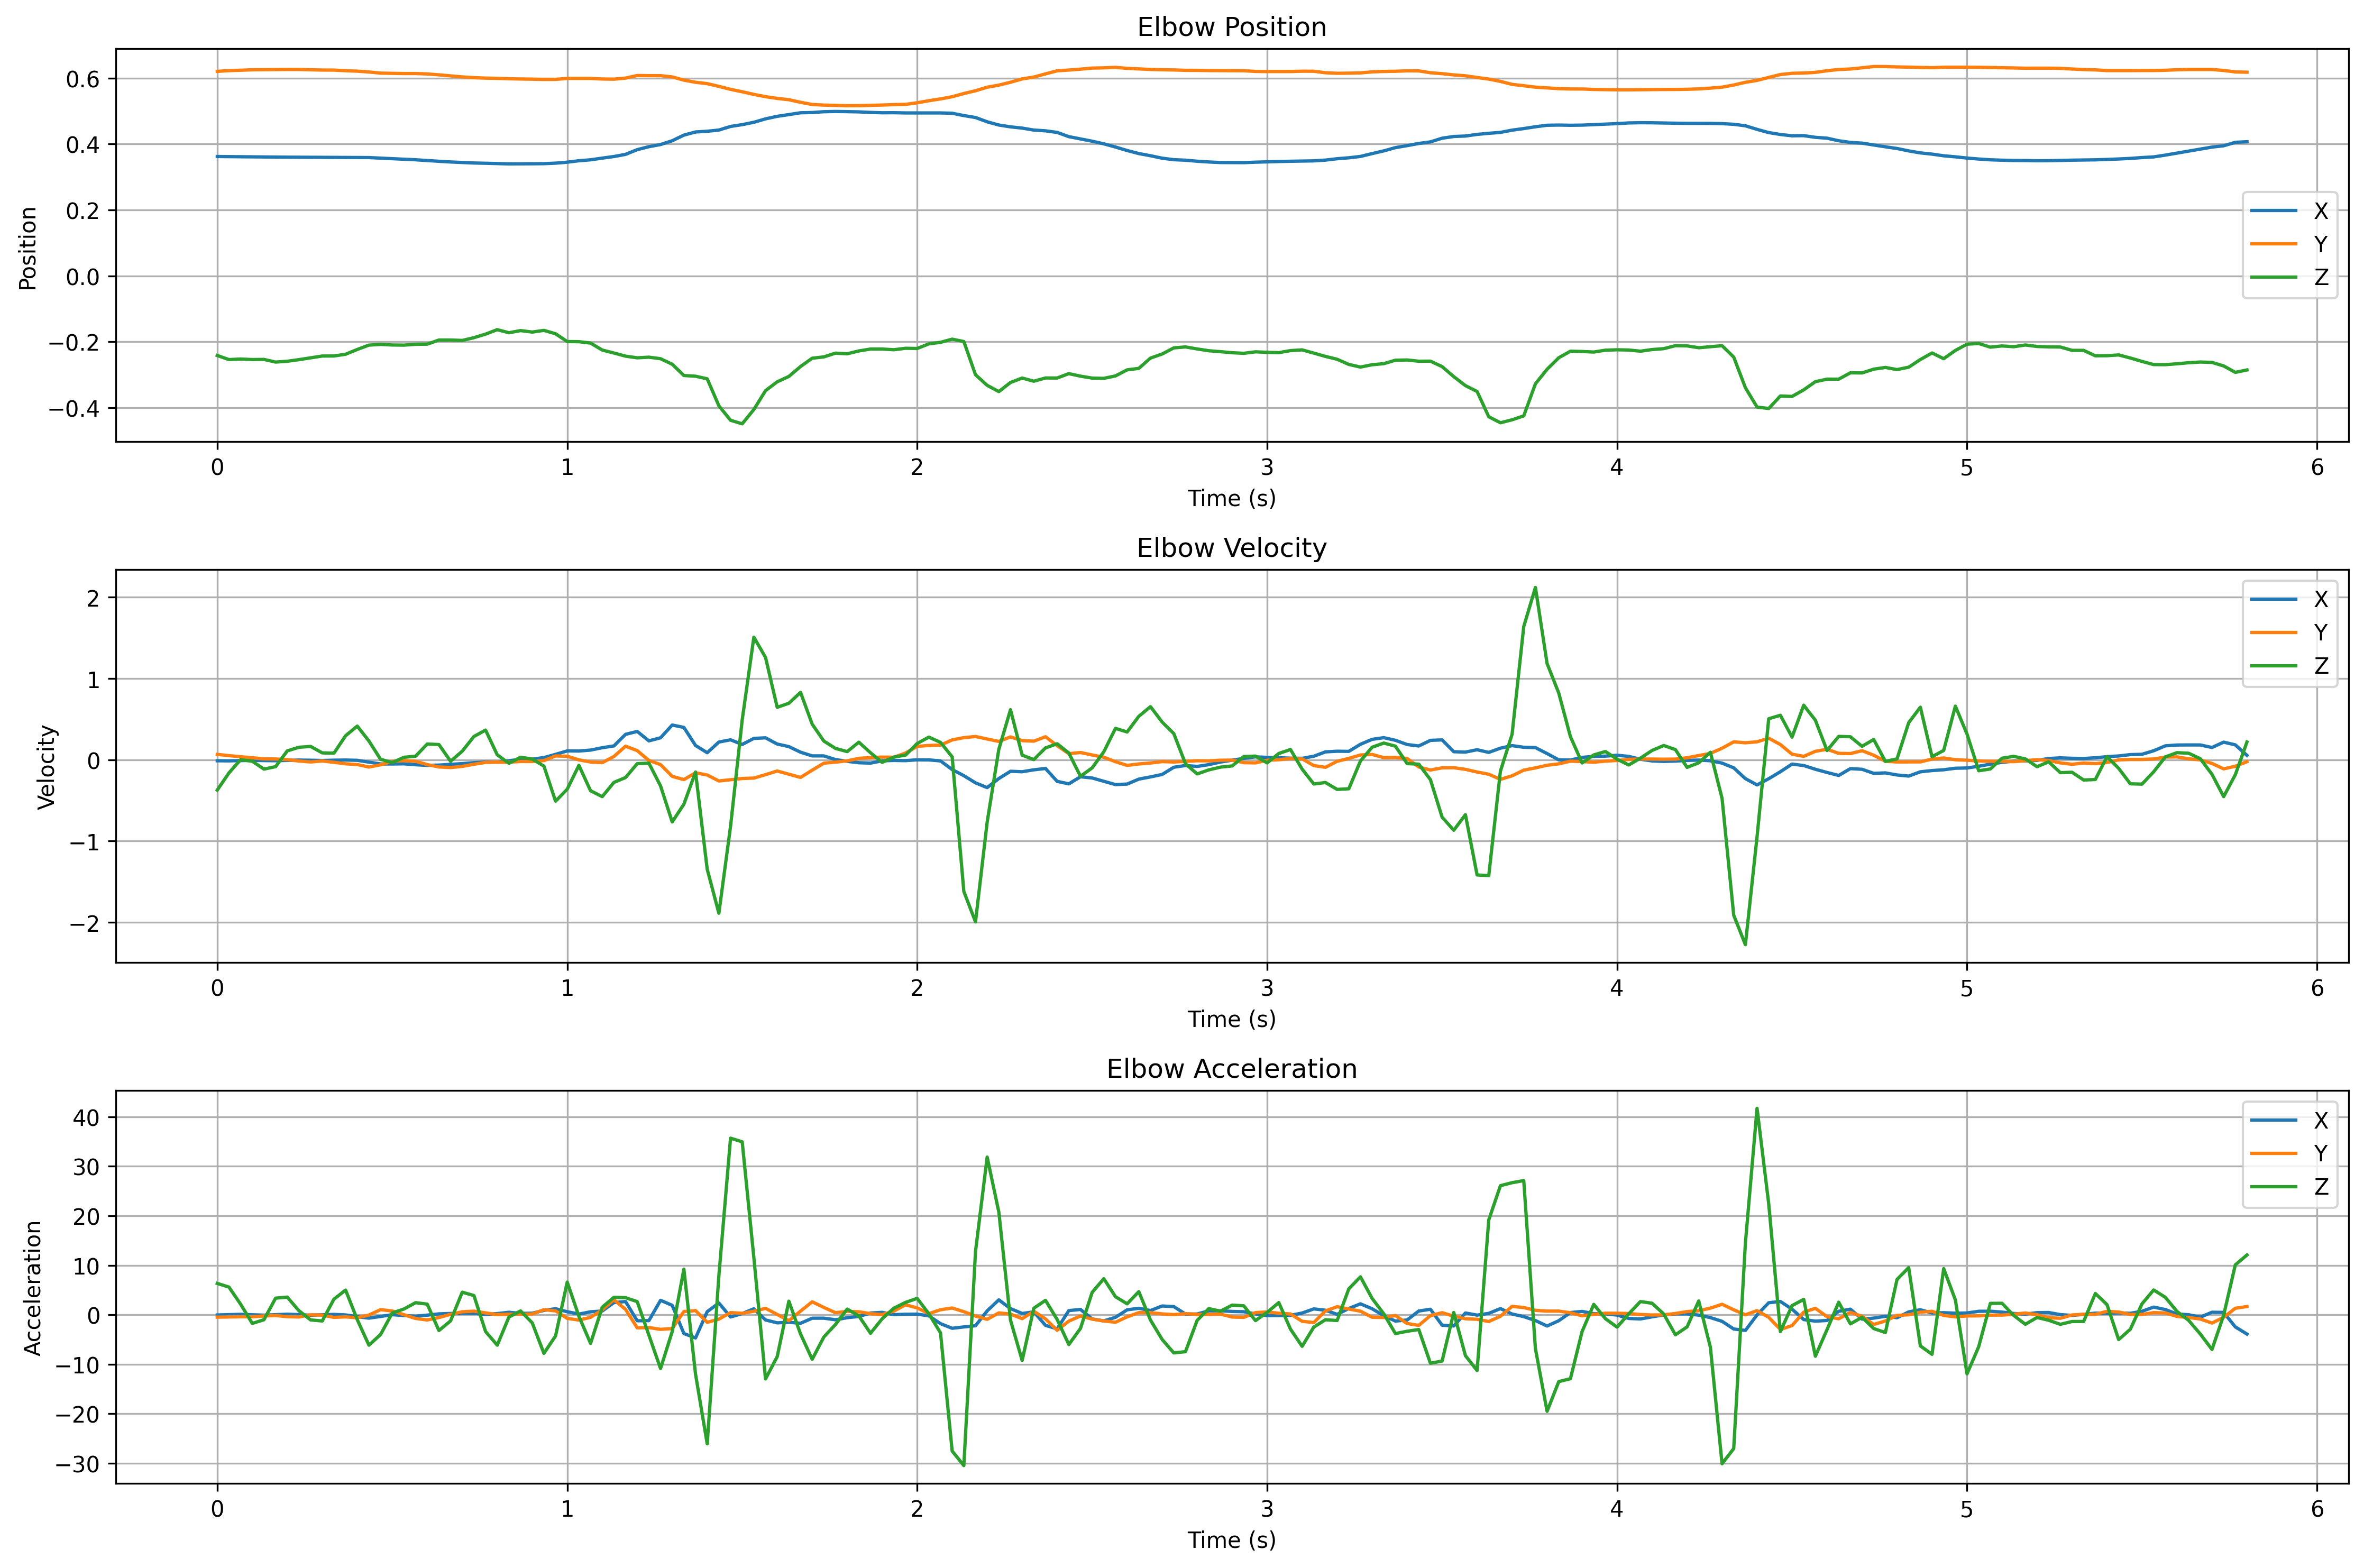 Elbow Position
Position
0.6
0.4
0.2
0.0
−0.2
−0.4
X
Y
Z
0 1 2 3 4 5 6
Time (s)
Elbow Velocity
Velocity
2
1
0
−1
−2
X
Y
Z
0 1 2 3 4 5 6
Time (s)
Elbow Acceleration
Acceleration
40
30
20
10
0
−10
−20
−30
X
Y
Z
0 1 2 3 4 5 6
Time (s)